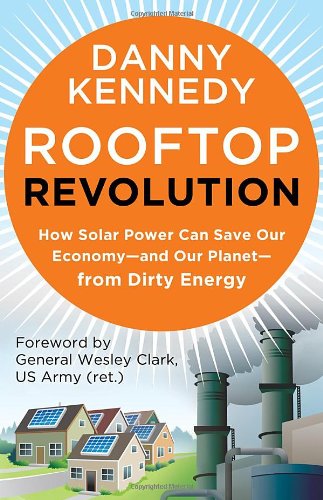 DANNY
KENNEDY
ROOFTOP
REVOLUTION
How Solar Power Can Save Our
Economy—and Our Planet—
from Dirty Energy
Foreword by
General Wesley Clark,
US Army (ret.)